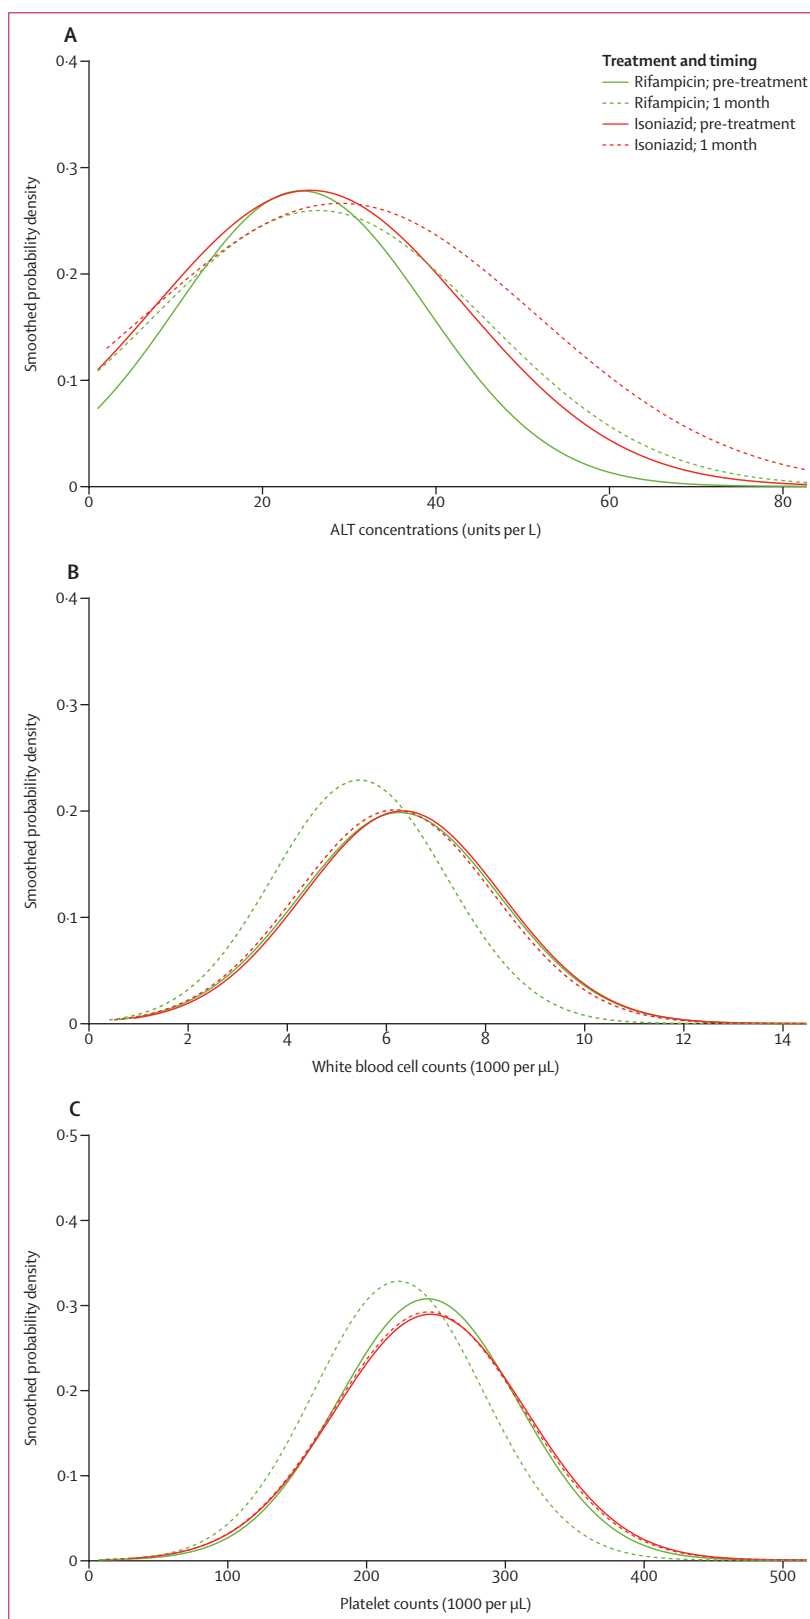 A
0·4
0·3
0·2
0·1
0
Smoothed probability density
Treatment and timing
Rifampicin; pre-treatment
Rifampicin; 1 month
Isoniazid; pre-treatment
Isoniazid; 1 month
0 20 40 60 80
ALT concentrations (units per L)
B
0·4
0·3
0·2
0·1
0
Smoothed probability density
0 2 4 6 8 10 12 14
White blood cell counts (1000 per µL)
C
0·5
0·4
0·3
0·2
0·1
0
Smoothed probability density
0 100 200 300 400 500
Platelet counts (1000 per µL)